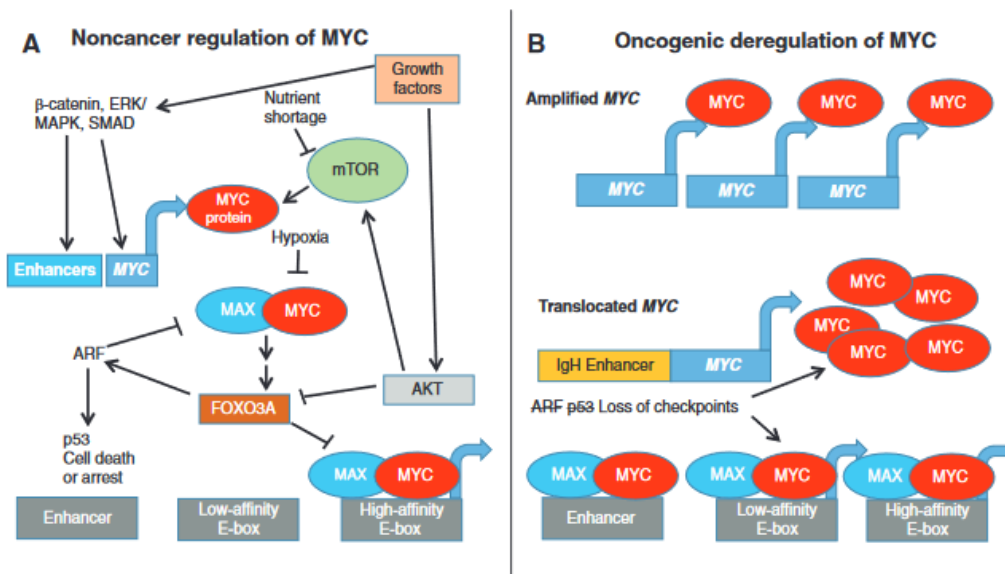 A
Noncancer regulation of MYC
Growth
factors
β-catenin, ERK/
MAPK, SMAD
Nutrient
shortage
mTOR
MYC
protein
Hypoxia
Enhancers
MYC
MAX
MYC
ARF
AKT
FOXO3A
p53
Cell death
or arrest
MAX
MYC
Enhancer
Low-affinity
E-box
High-affinity
E-box
B
Oncogenic deregulation of MYC
Amplified MYC
MYC
MYC
MYC
MYC
MYC
MYC
Translocated MYC
MYC
MYC
MYC
MYC
MYC
IgH Enhancer
MYC
ARF p53 Loss of checkpoints
MAX
MYC
MAX
MYC
MAX
MYC
Enhancer
Low-affinity
E-box
High-affinity
E-box